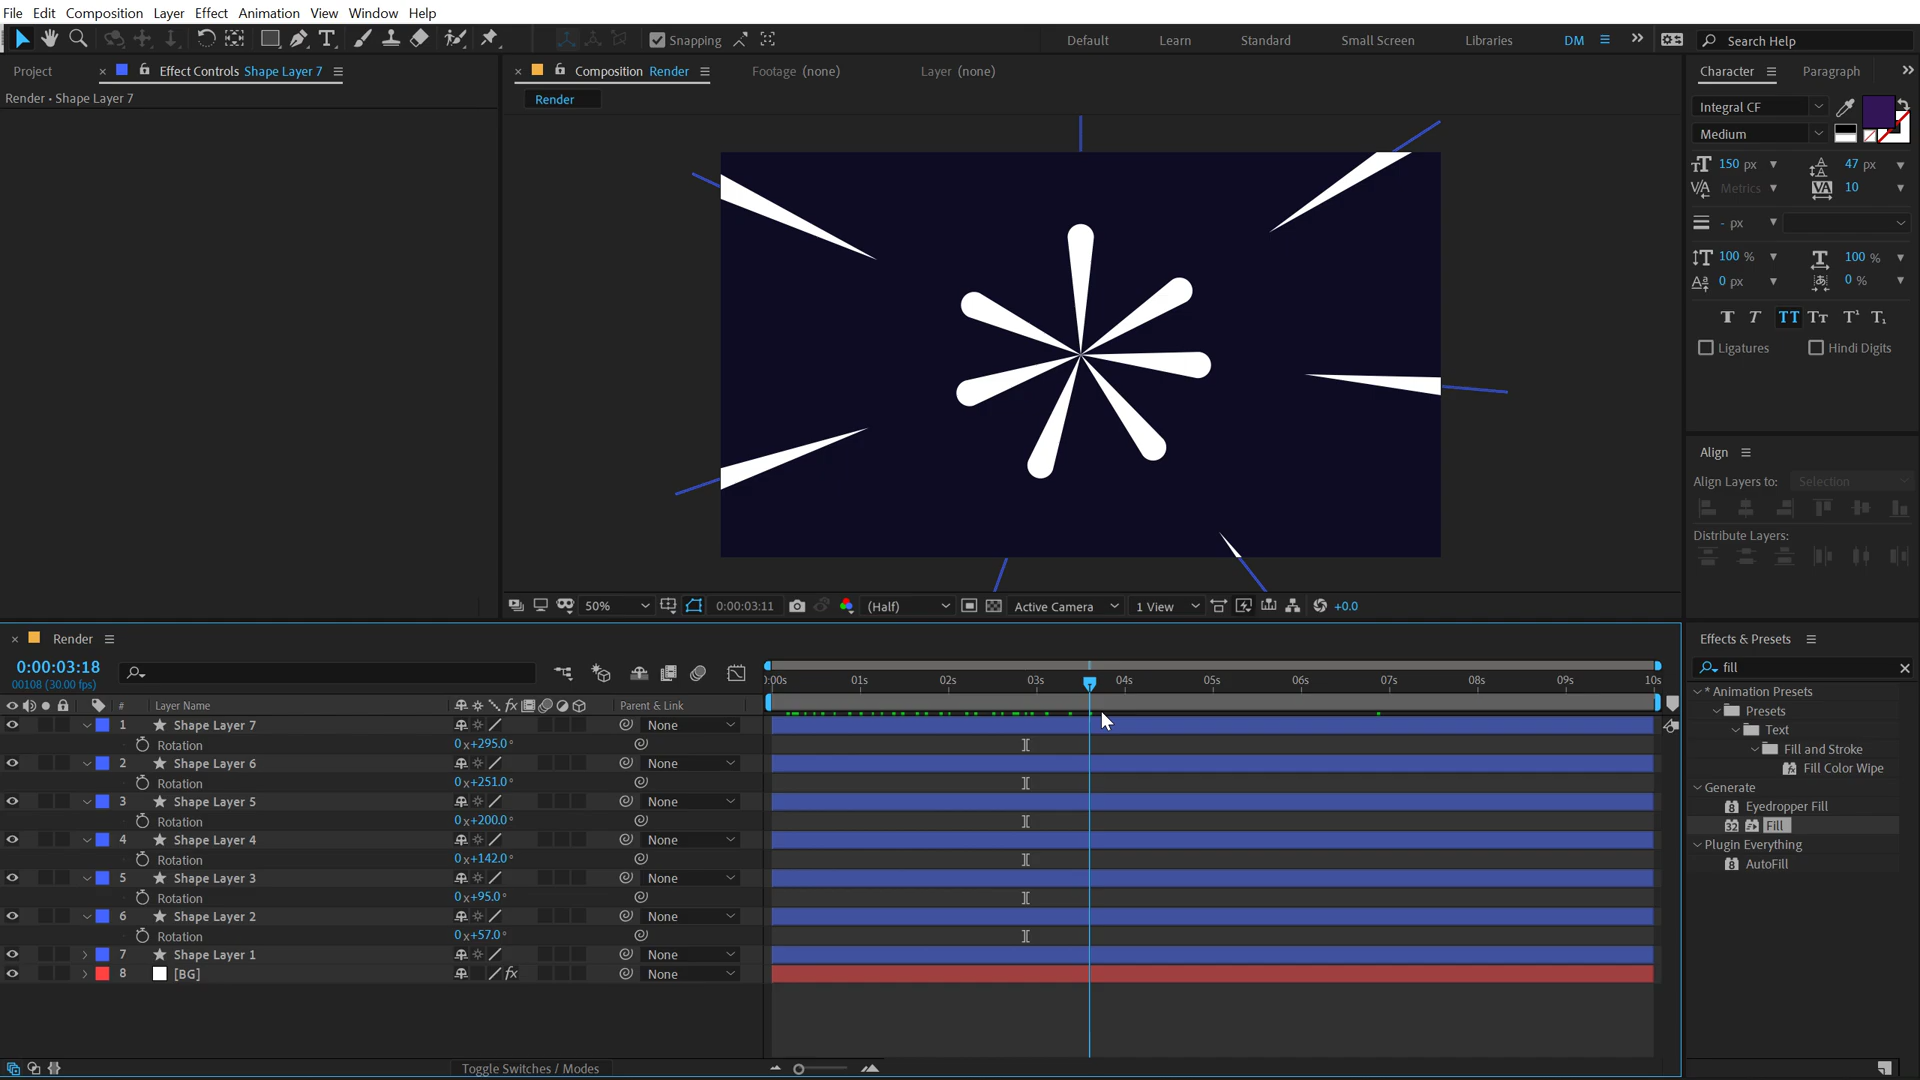 File Edit Composition Layer Effect Animation View Window Help
Snapping
Default Learn Standard Small Screen Libraries DM Search Help
Project Effect Controls Shape Layer 7
Render • Shape Layer 7
Composition Render Footage (none) Layer (none)
Render
50% 0:00:03:11 (Half) Active Camera 1 View +0.0
Character Paragraph
Integral CF
Medium
150 px 47 px
Metrics 10
- px
100 % 100 %
0 px 0 %
Ligatures Hindi Digits
Align
Align Layers to: Selection
Distribute Layers:
Effects & Presets
fill
* Animation Presets
Presets
Text
Fill and Stroke
Fill Color Wipe
Generate
Eyedropper Fill
Fill
Plugin Everything
AutoFill
Render
0:00:03:18
00108 (30.00 fps)
# Layer Name Parent & Link
):00s 01s 02s 03s 04s 05s 06s 07s 08s 09s 10s
1 Shape Layer 7 None
Rotation 0x+295.0°
2 Shape Layer 6 None
Rotation 0x+251.0°
3 Shape Layer 5 None
Rotation 0x+200.0°
4 Shape Layer 4 None
Rotation 0x+142.0°
5 Shape Layer 3 None
Rotation 0x+95.0°
6 Shape Layer 2 None
Rotation 0x+57.0°
7 Shape Layer 1 None
8 [BG] None
Toggle Switches / Modes